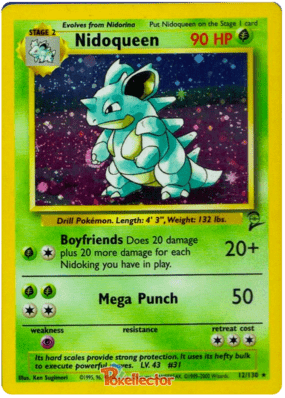 Evolves from Nidorina
Put Nidoqueen on the Stage 1 card
STAGE 2
Nidoqueen
90 HP
Drill Pokémon. Length: 4' 3", Weight: 132 lbs.
Boyfriends Does 20 damage
plus 20 more damage for each
Nidoking you have in play.
20+
Mega Punch
50
weakness
resistance
retreat cost
Its hard scales provide strong protection. It uses its hefty bulk
to execute powerful moves. LV. 43 #31
Illus. Ken Sugimori
12/130
Pokellector